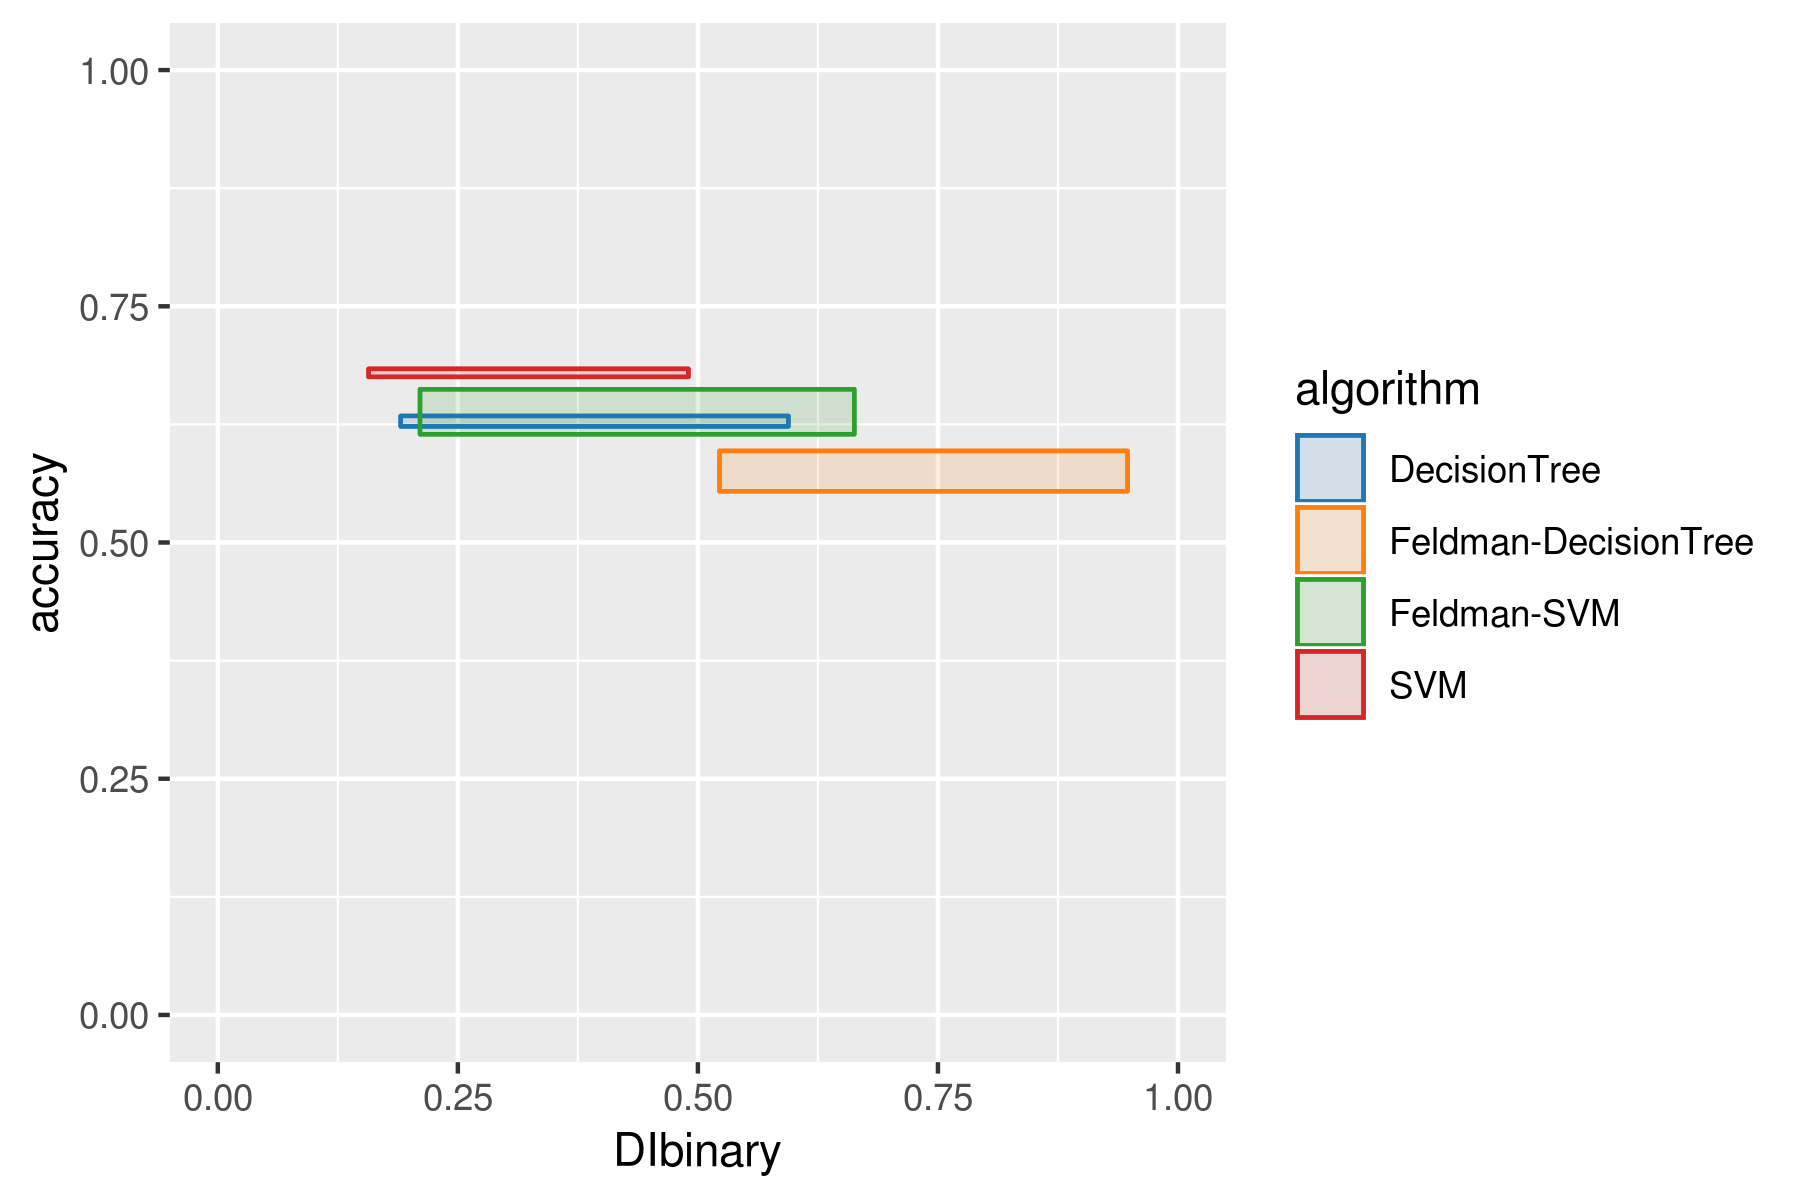 1.00
0.75
0.50
0.25
0.00
accuracy
0.00 0.25 0.50 0.75 1.00
DIbinary
algorithm
DecisionTree
Feldman-DecisionTree
Feldman-SVM
SVM